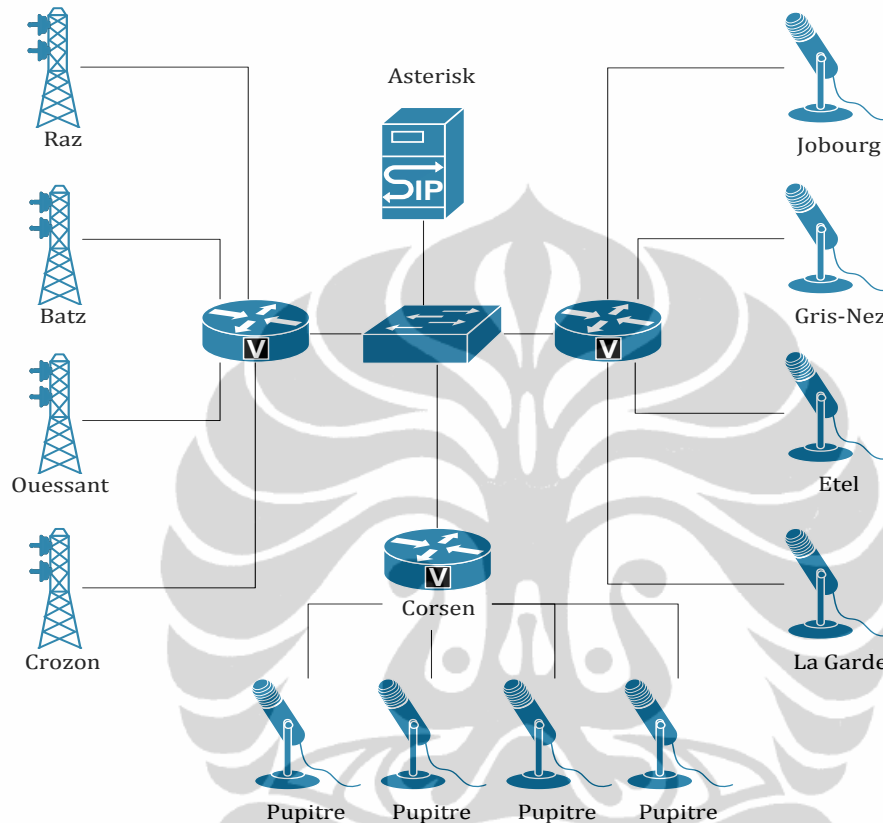 Raz
Asterisk
Jobourg
SIP
Batz
Gris-Nez
V
V
Ouessant
Etel
V
Corsen
Crozon
La Garde
Pupitre
Pupitre
Pupitre
Pupitre